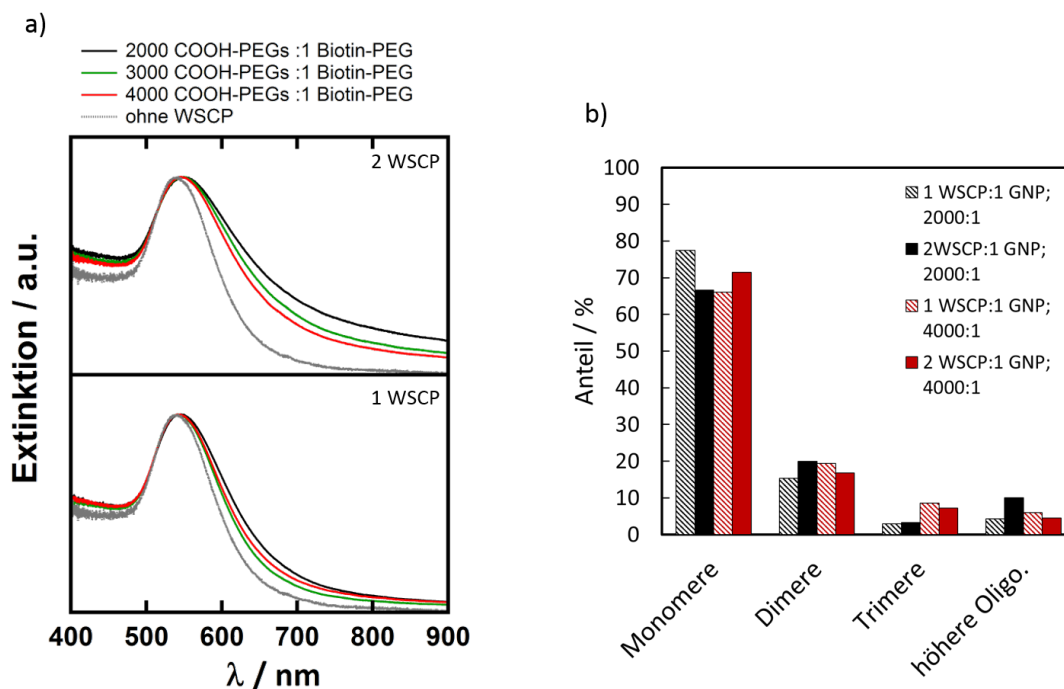 a)
2000 COOH-PEGs :1 Biotin-PEG
3000 COOH-PEGs :1 Biotin-PEG
4000 COOH-PEGs :1 Biotin-PEG
ohne WSCP
2 WSCP
1 WSCP
Extinktion / a.u.
400 500 600 700 800 900
λ / nm
b)
100
90
80
70
60
50
40
30
20
10
0
Anteil / %
1 WSCP:1 GNP;
2000:1
2WSCP:1 GNP;
2000:1
1 WSCP:1 GNP;
4000:1
2 WSCP:1 GNP;
4000:1
Monomere
Dimere
Trimere
höhere Oligo.